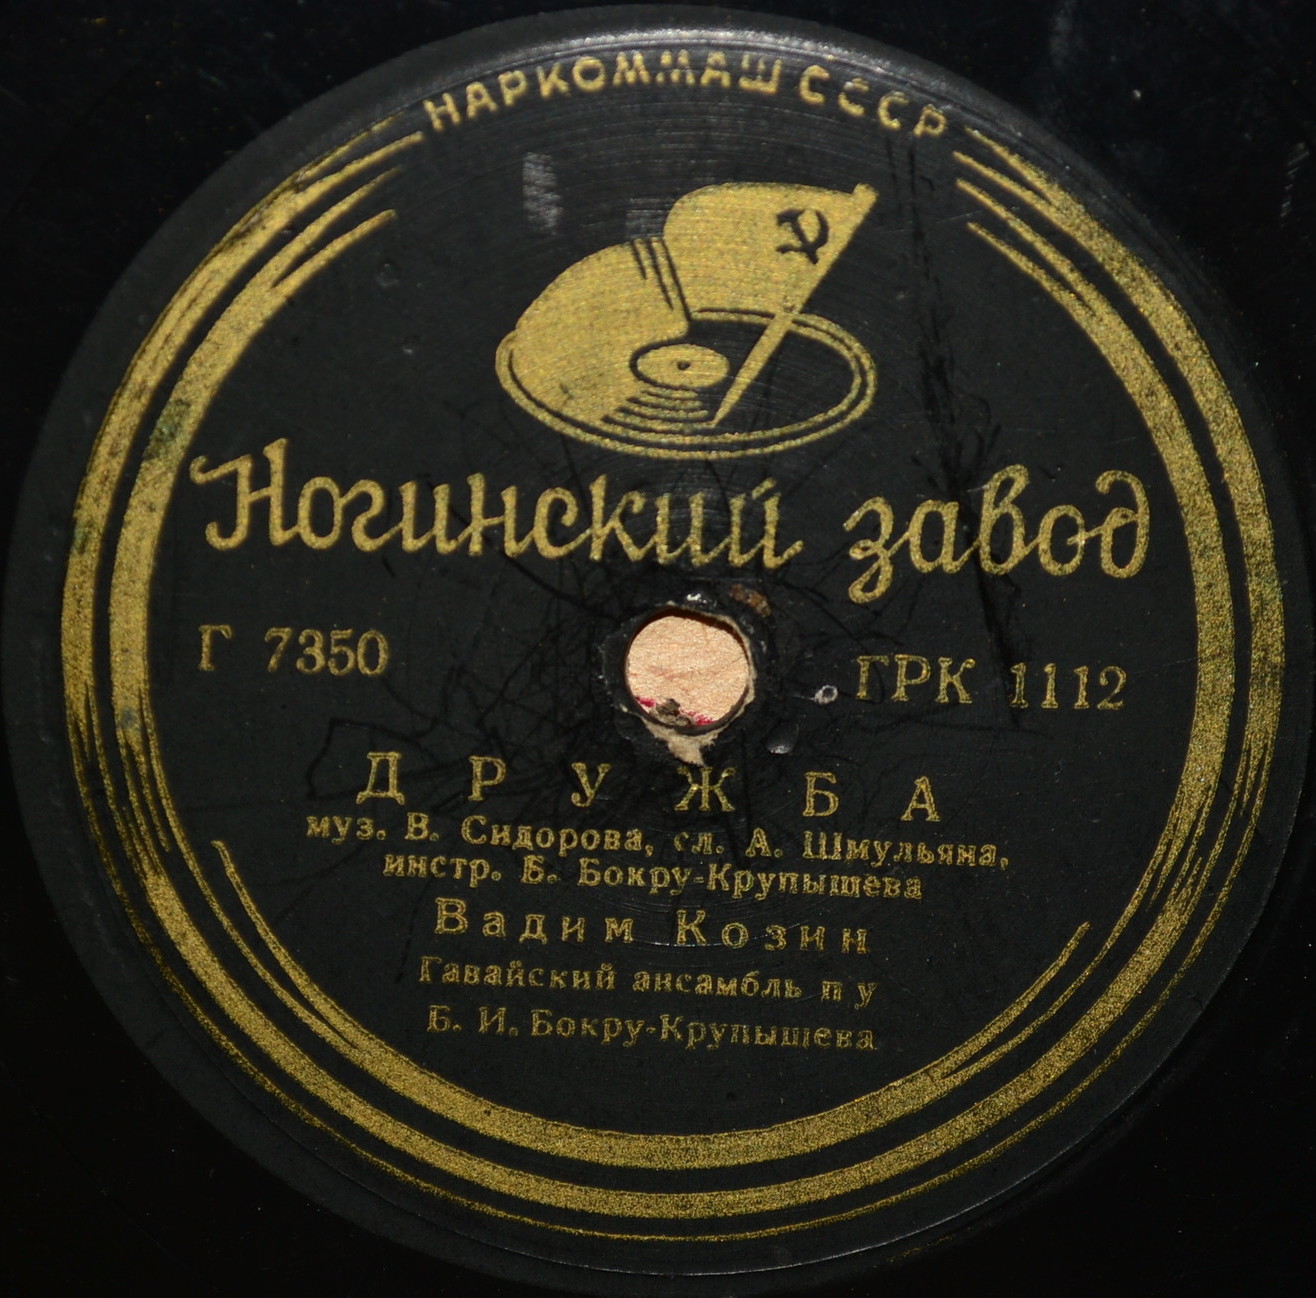 НАРКОММАШ СССР
Ногинский завод
Г 7350 ГРК 1112
ДРУЖБА
муз. В. Сидорова, сл. А. Шмульяна,
инстр. Б. Бокру-Крупышева
Вадим Козин
Гавайский ансамбль п у
Б. И. Бокру-Крупышева